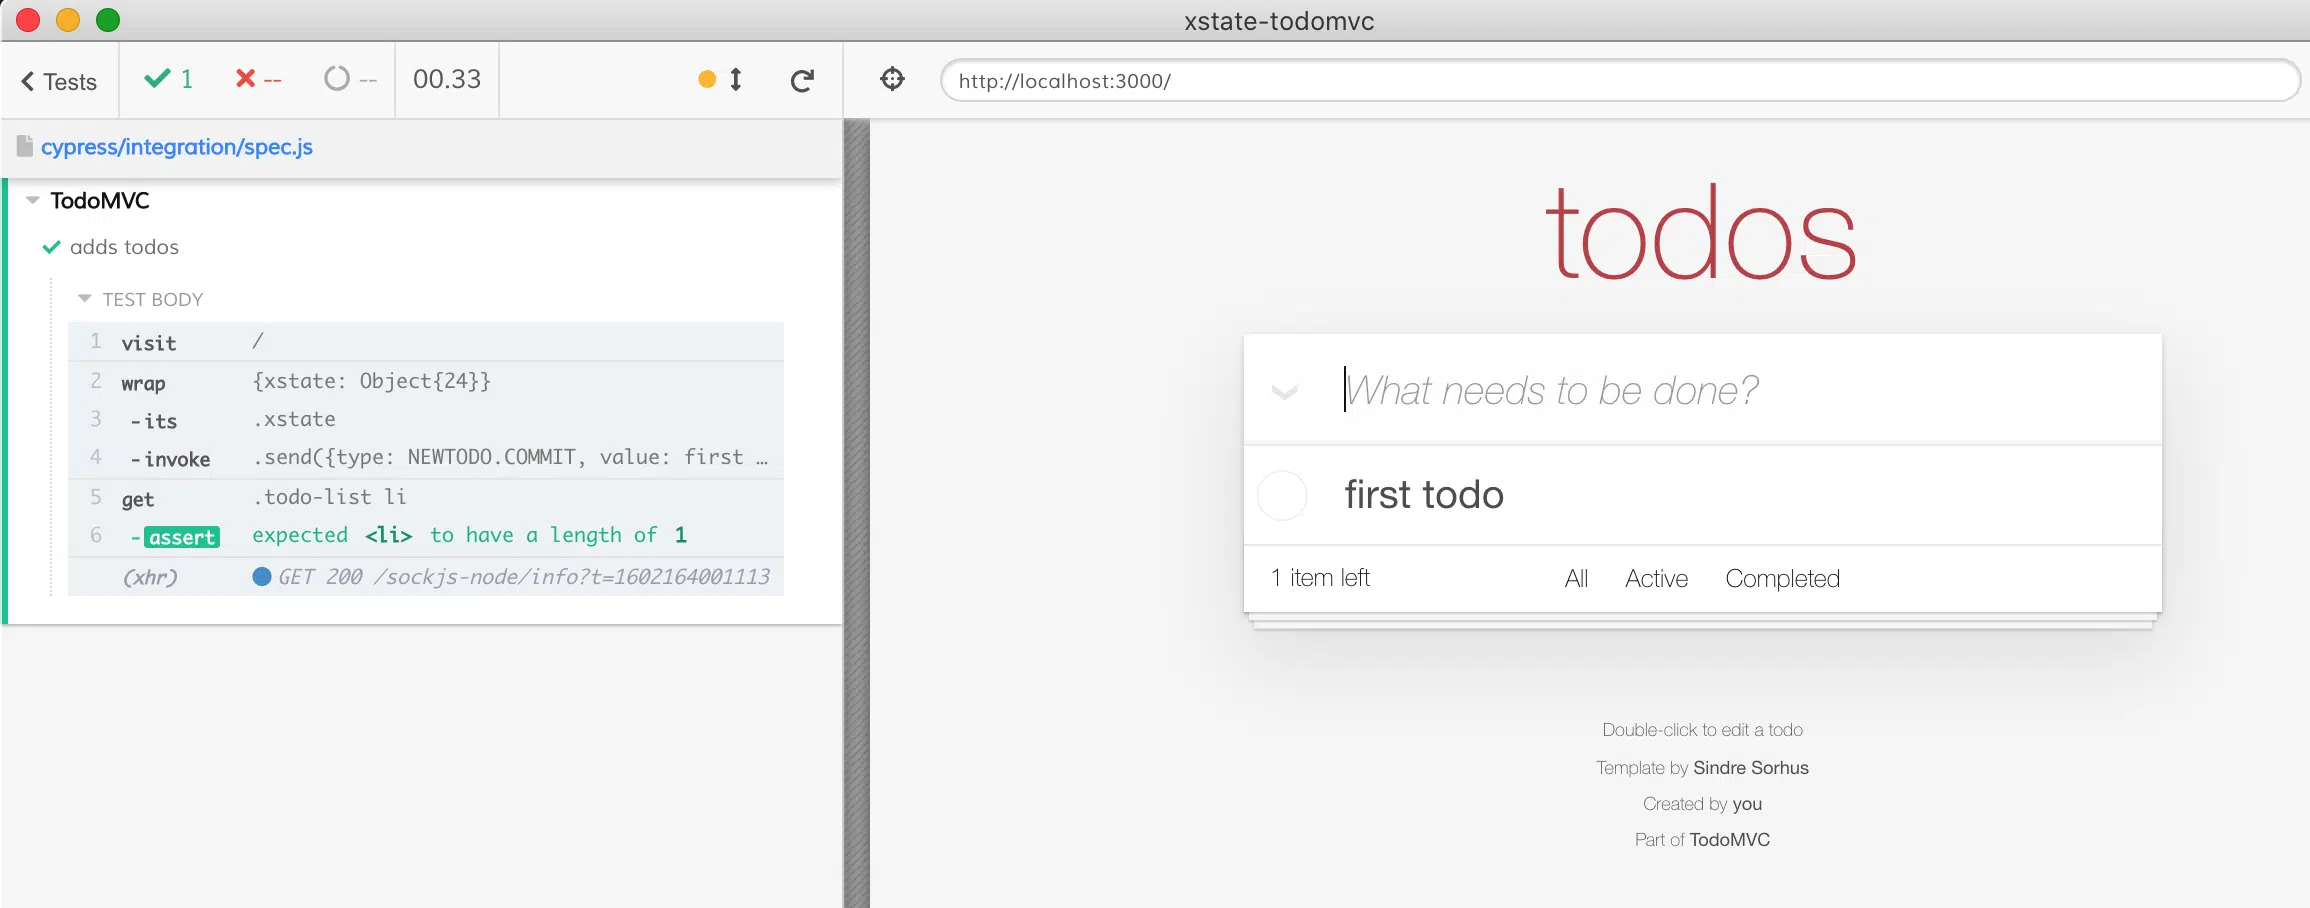 xstate-todomvc
Tests 1 -- -- 00.33
http://localhost:3000/
cypress/integration/spec.js
TodoMVC
adds todos
TEST BODY
1 visit /
2 wrap {xstate: Object{24}}
3 -its .xstate
4 -invoke .send({type: NEWTODO.COMMIT, value: first …
5 get .todo-list li
6 -assert expected <li> to have a length of 1
(xhr) GET 200 /sockjs-node/info?t=1602164001113
todos
What needs to be done?
first todo
1 item left All Active Completed
Double-click to edit a todo
Template by Sindre Sorhus
Created by you
Part of TodoMVC